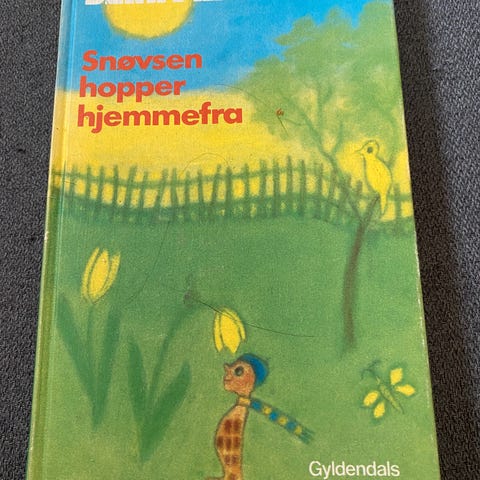 Snøvsen
hopper
hjemmefra
Gyldendals